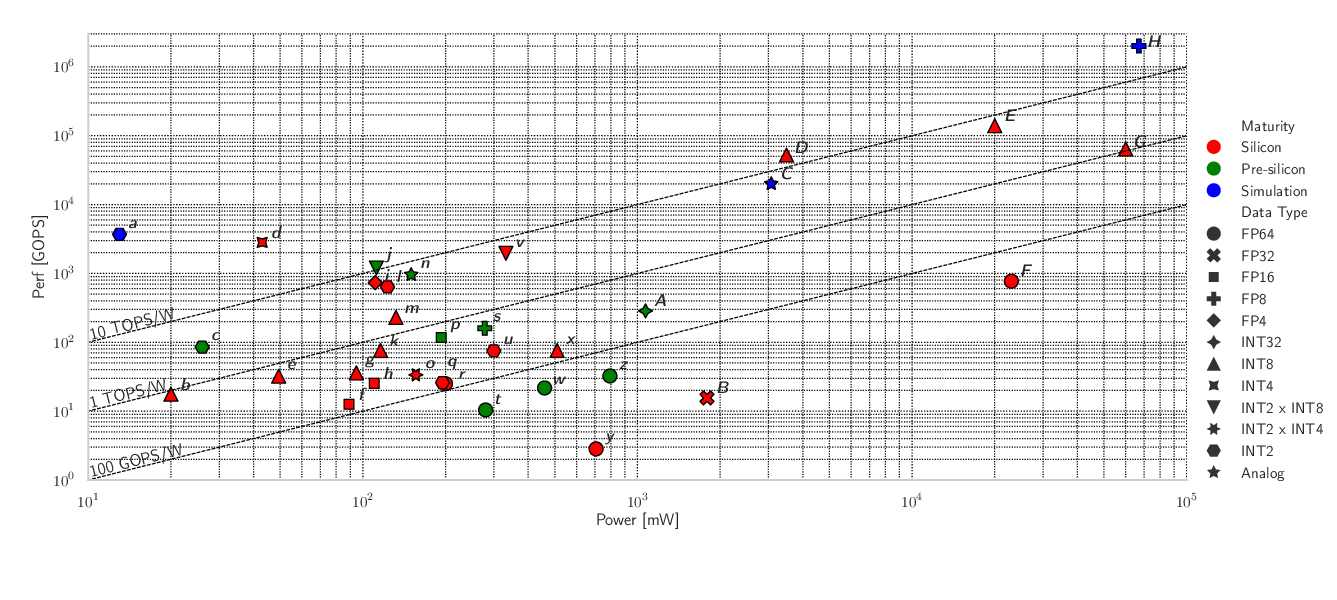 H
10⁶
E
10⁵
D
G
C
10⁴
Perf [GOPS]
a
d
v
j
n
F
10³
i
l
A
10 TOPS/W
m
s
p
c
u
k
x
10²
e
g
o
q
z
h
r
1 TOPS/W
b
w
B
f
t
10¹
y
100 GOPS/W
10⁰
10¹
10²
10³
10⁴
10⁵
Power [mW]
Maturity
Silicon
Pre-silicon
Simulation
Data Type
FP64
FP32
FP16
FP8
FP4
INT32
INT8
INT4
INT2 x INT8
INT2 x INT4
INT2
Analog